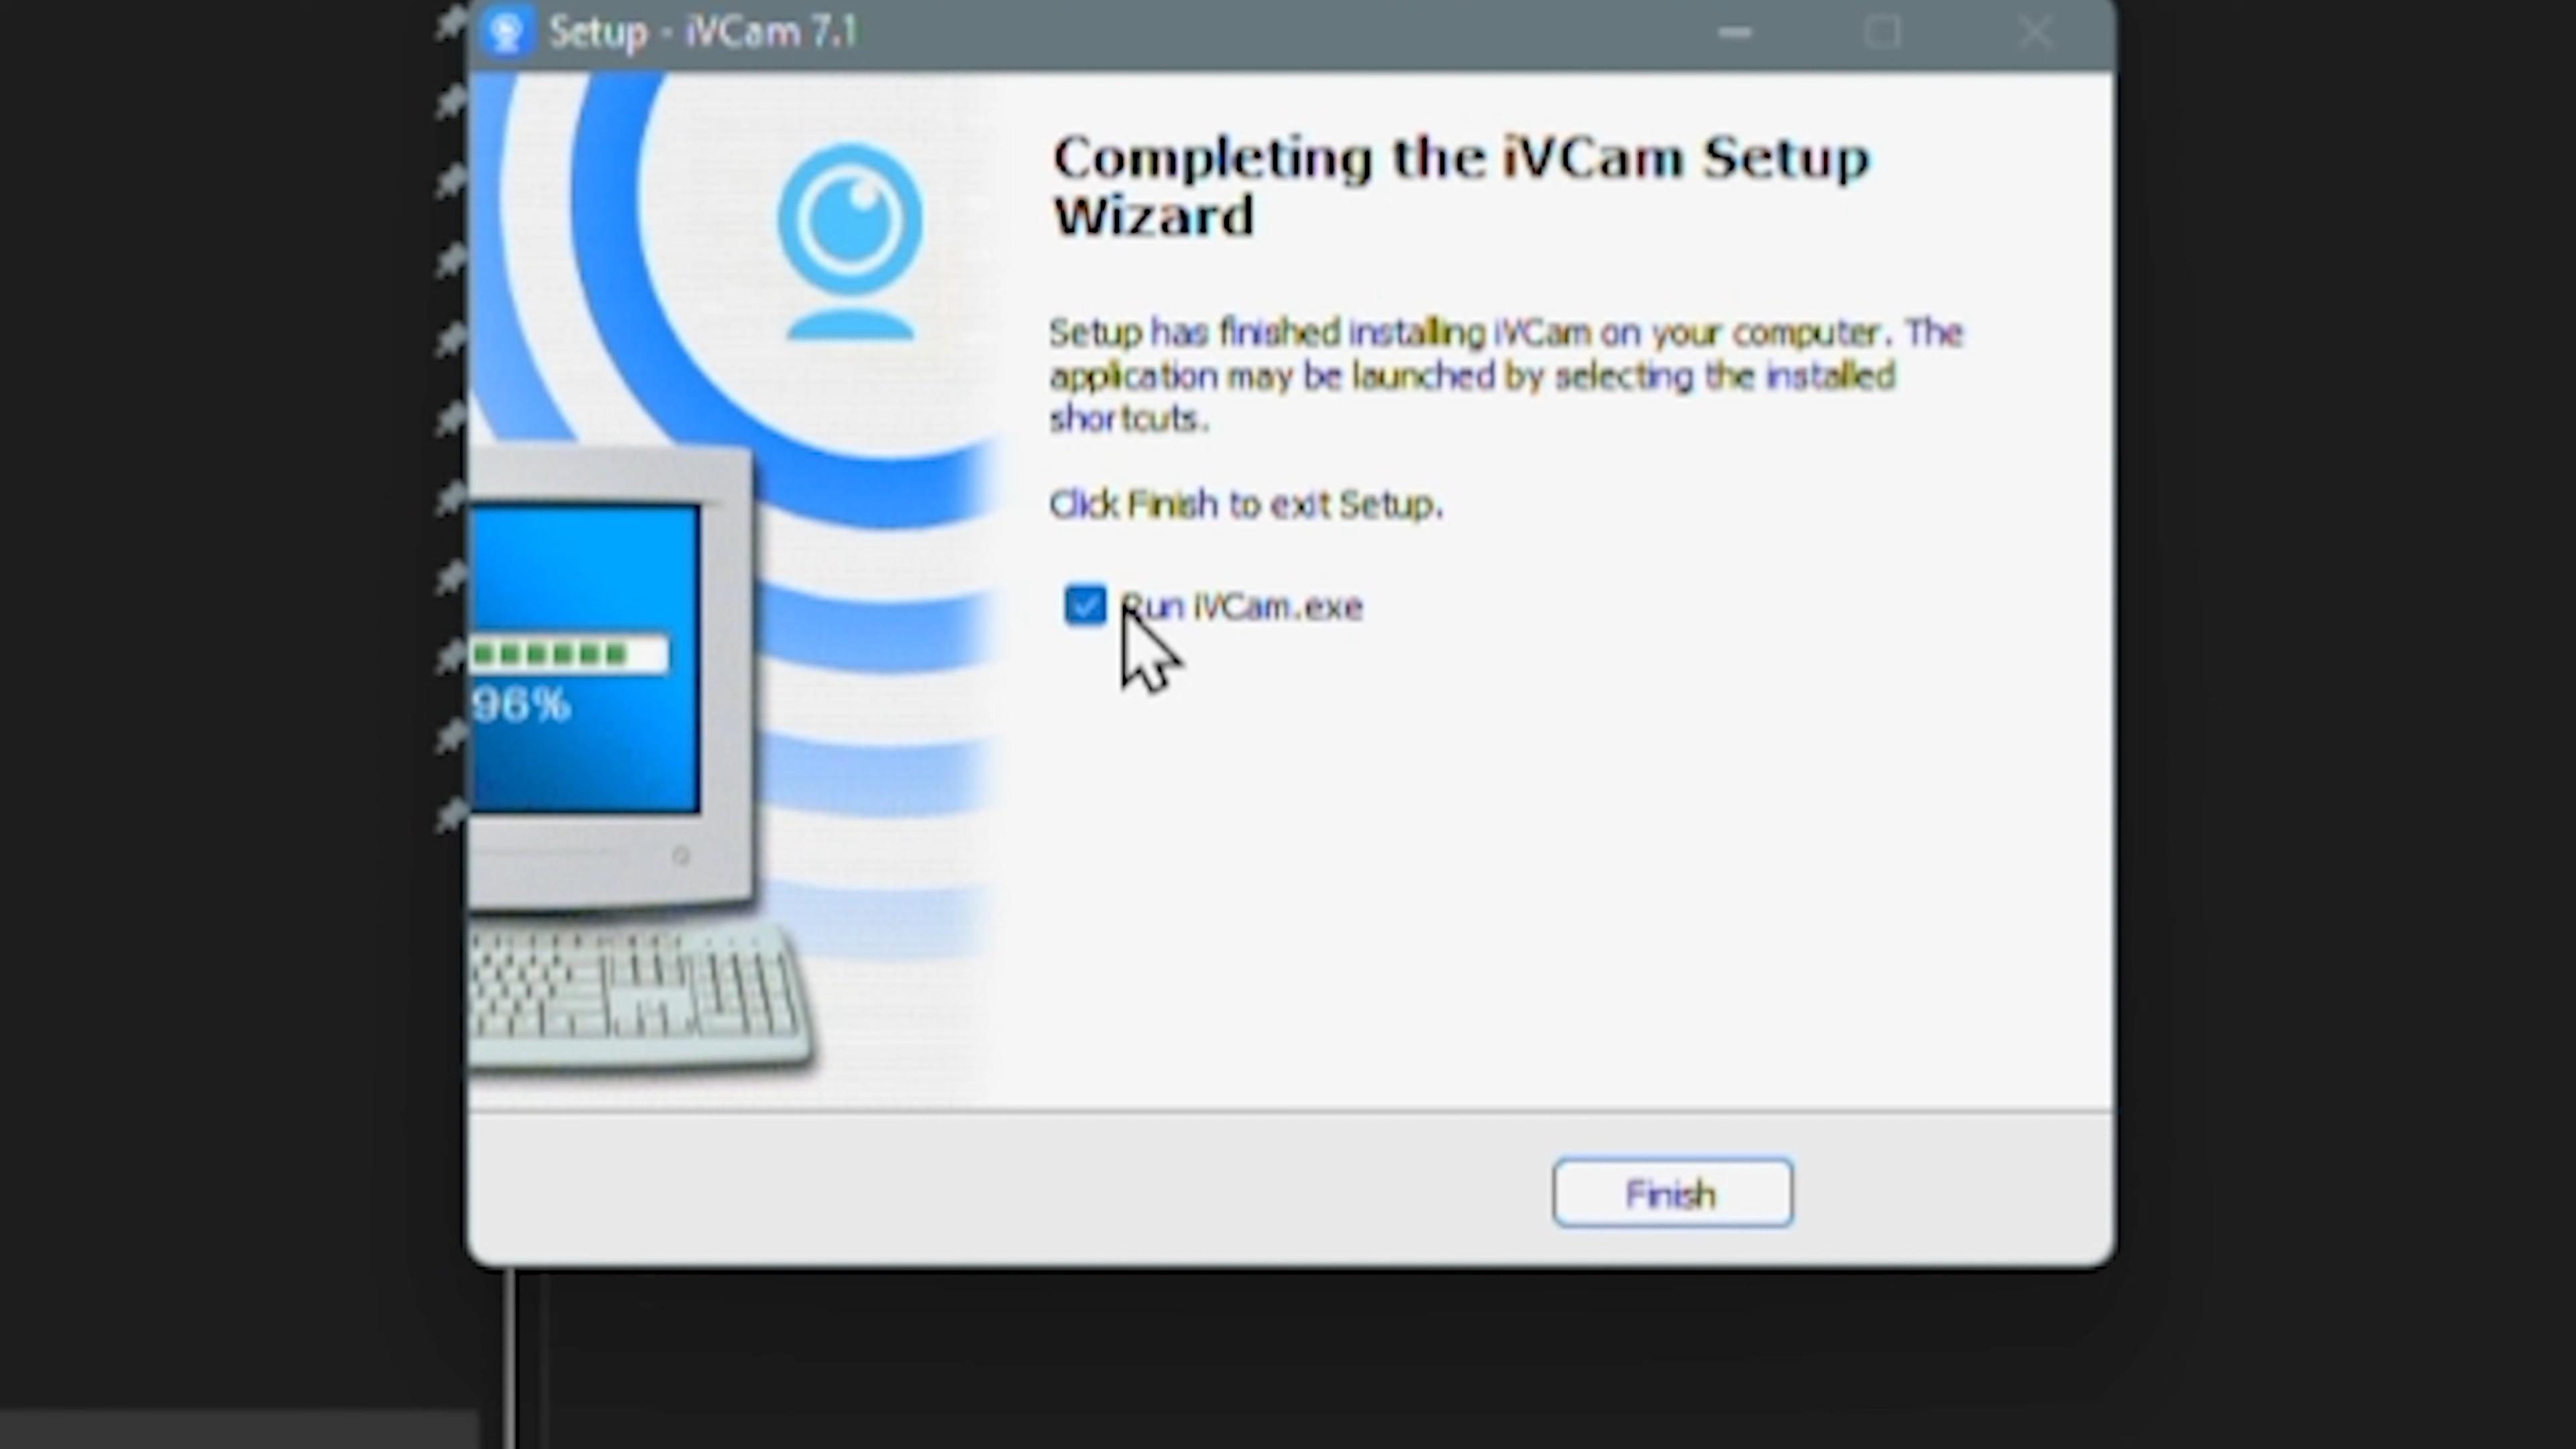 Setup - iVCam 7.1
Completing the iVCam Setup
Wizard
Setup has finished installing iVCam on your computer. The
application may be launched by selecting the installed
shortcuts.
Click Finish to exit Setup.
Run iVCam.exe
96%
Finish